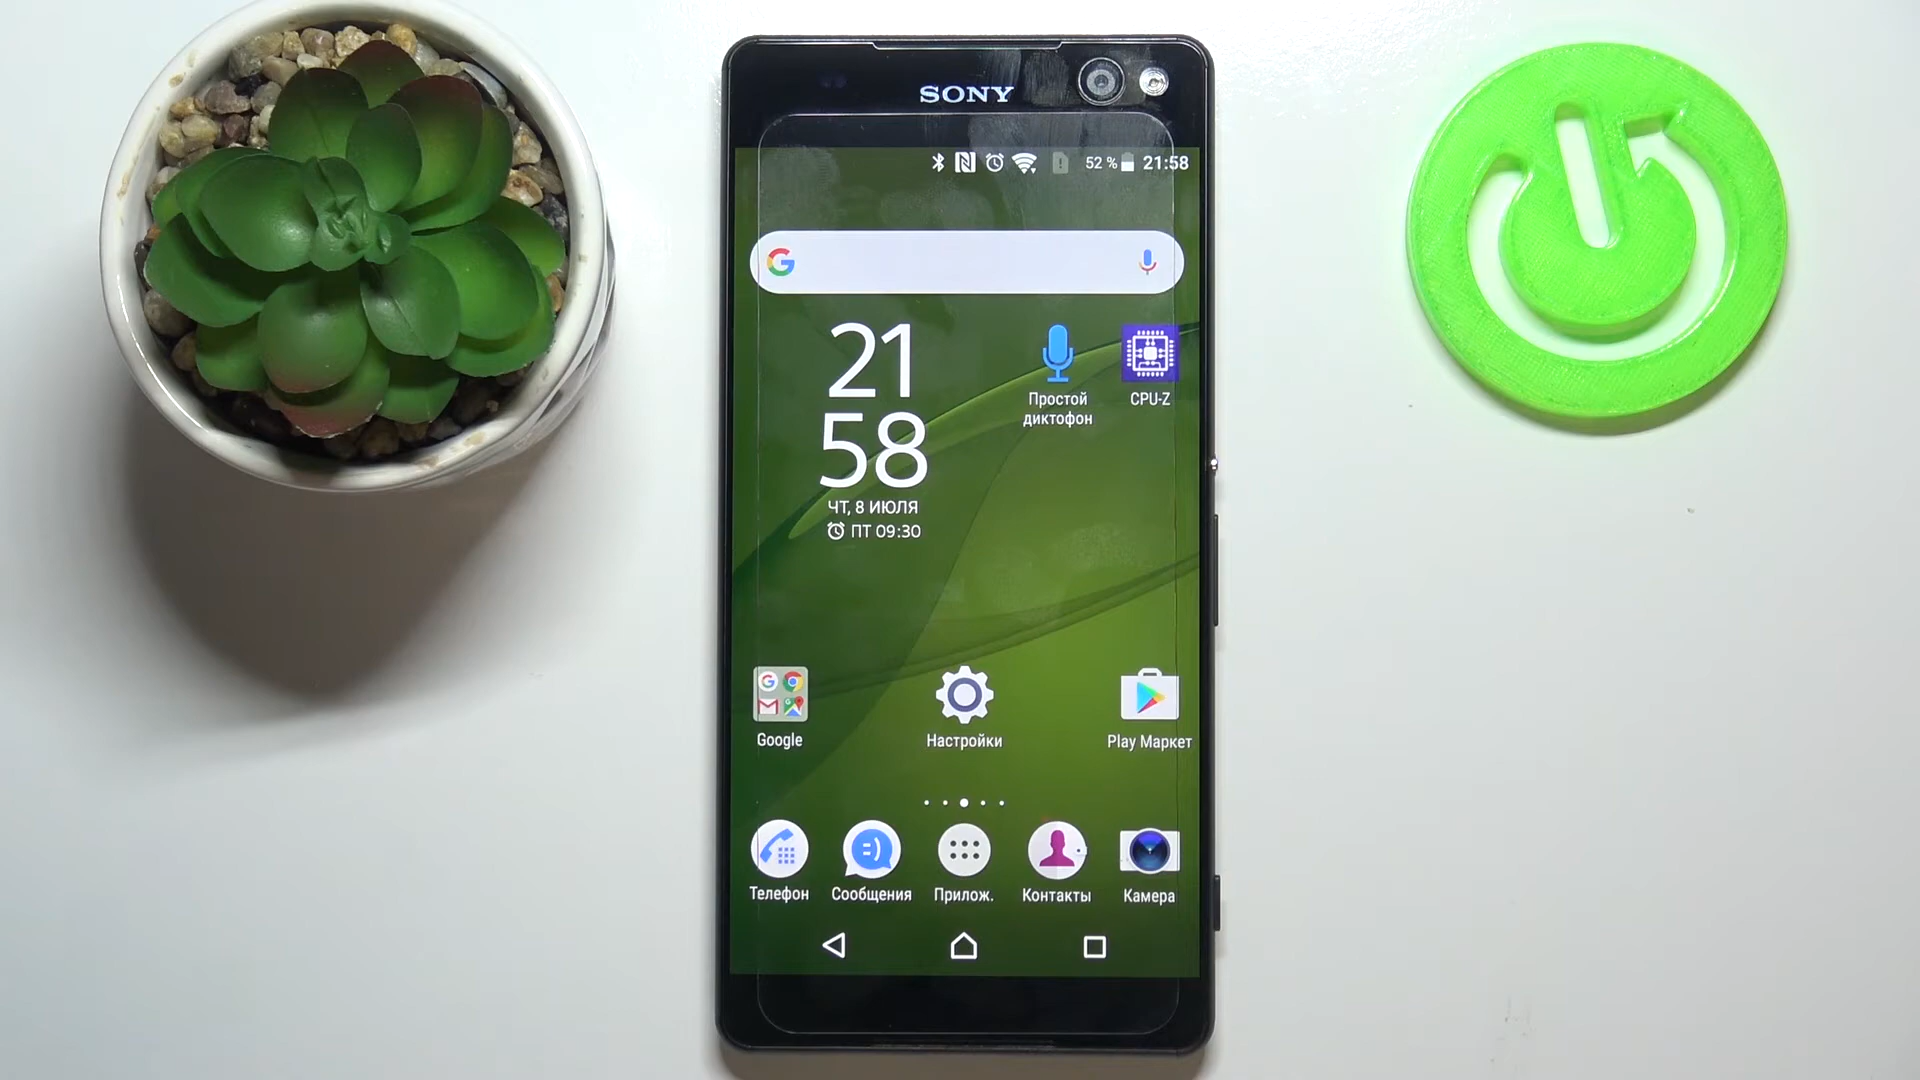 SONY
52 % 21:58
21
58
ЧТ, 8 ИЮЛЯ
ПТ 09:30
Простой
диктофон
CPU-Z
Google
Настройки
Play Маркет
Телефон
Сообщения
Прилож.
Контакты
Камера